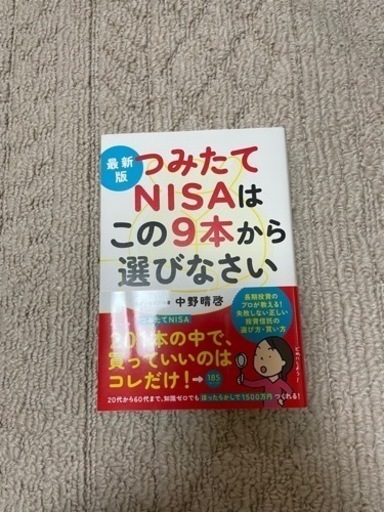 最新
版
つみたて
NISAは
この9本から
選びなさい
中野晴啓
長期投資の
プロが教える!
失敗しない正しい
投資信託の
選び方・買い方
たてNISA
201本の中で、
買っていいのは
コレだけ!→185
20代から60代まで、知識ゼロでもほったらかしで1500万円つくれる!